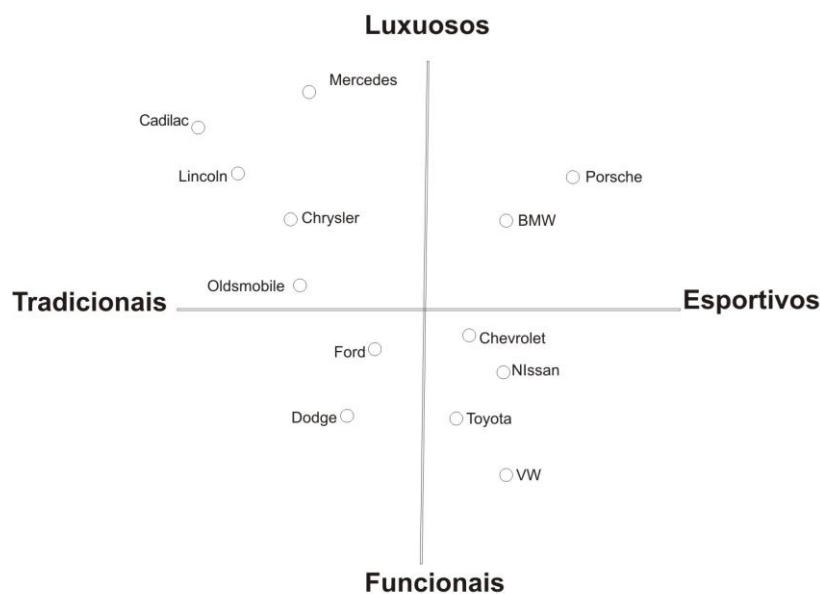 Luxuosos
Mercedes
Cadilac
Lincoln
Porsche
Chrysler
BMW
Oldsmobile
Tradicionais
Esportivos
Chevrolet
Ford
NIssan
Dodge
Toyota
VW
Funcionais